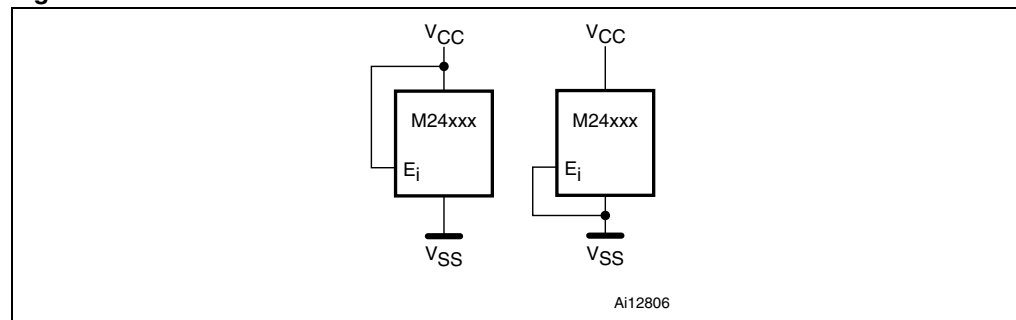 VCC VCC
M24xxx M24xxx
Ei Ei
VSS VSS
Ai12806